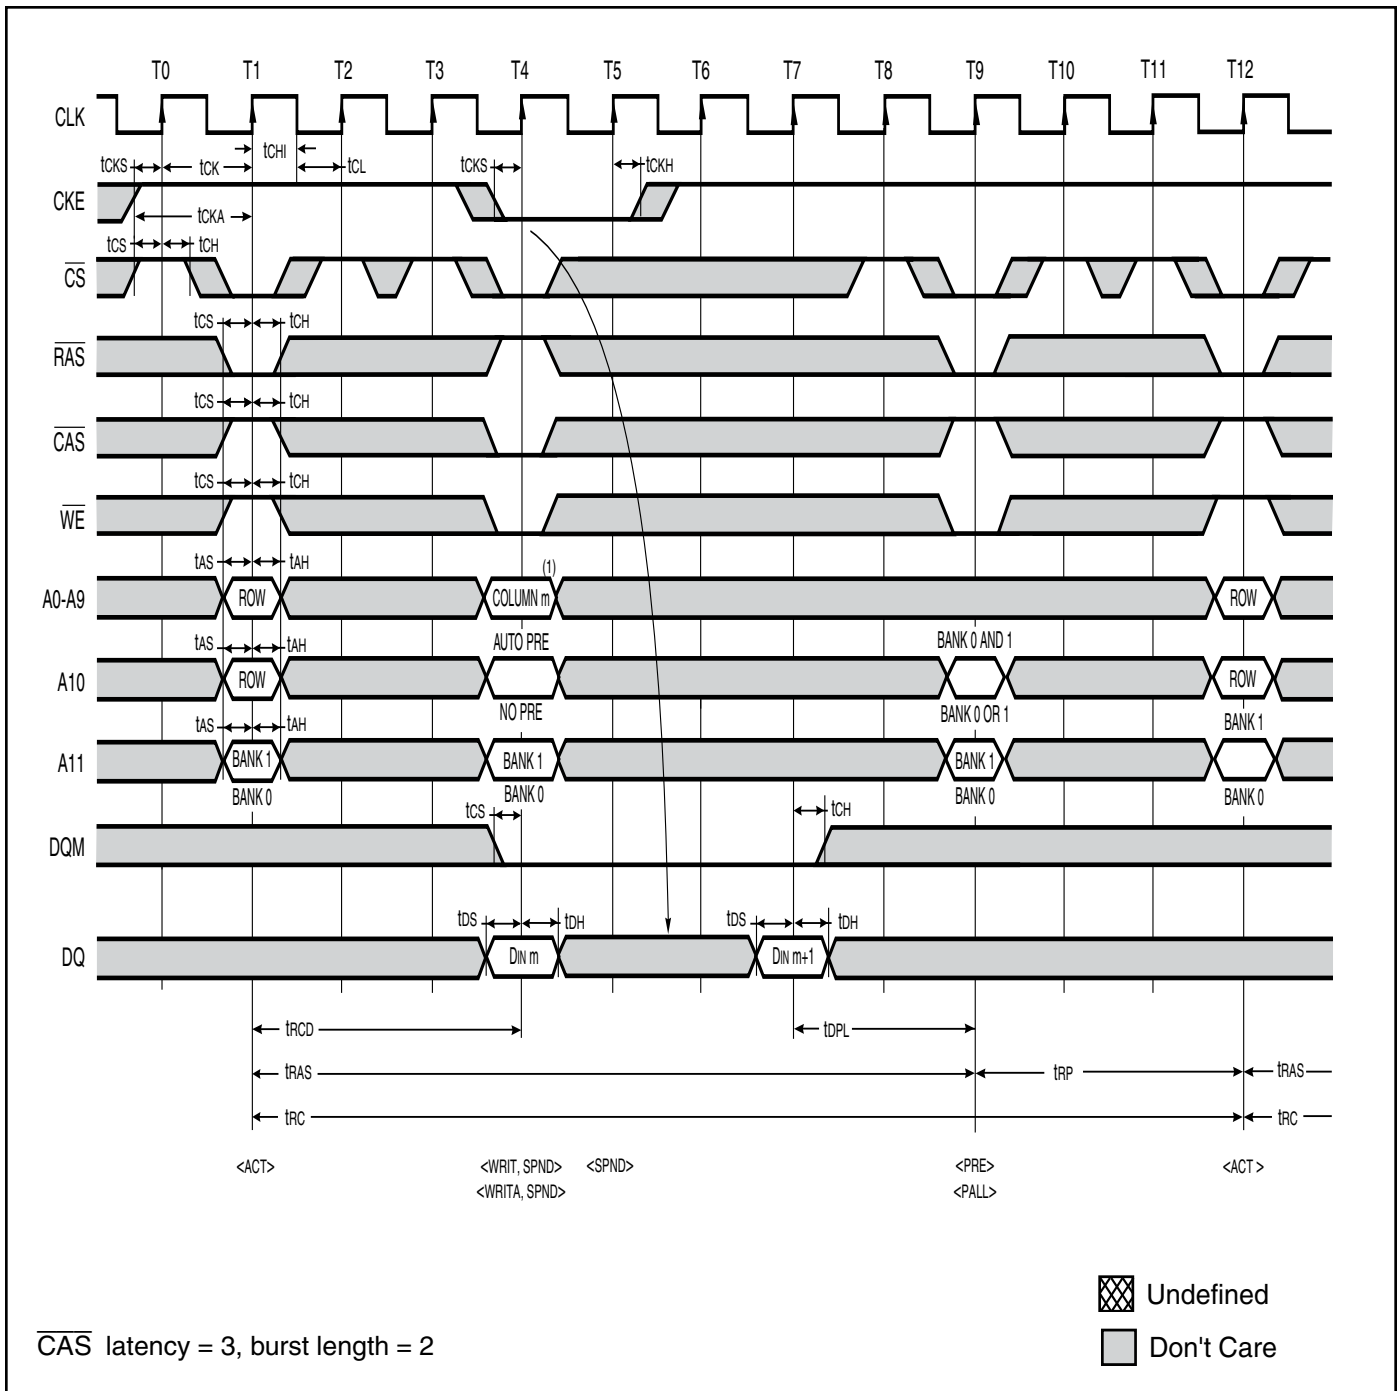 T0 T1 T2 T3 T4 T5 T6 T7 T8 T9 T10 T11 T12
CLK
tCHI
tCKS tCK tCL tCKS tCKH
CKE
tCKA
tCS tCH
CS
tCS tCH
RAS
tCS tCH
CAS
tCS tCH
WE
tAS tAH (1)
A0-A9 ROW COLUMN m ROW
tAS tAH AUTO PRE BANK 0 AND 1
A10 ROW ROW
NO PRE BANK 0 OR 1 BANK 1
tAS tAH
A11 BANK 1 BANK 1 BANK 1
BANK 0 BANK 0 BANK 0 BANK 0
tCS tCH
DQM
tDS tDH tDS tDH
DQ DIN m DIN m+1
tRCD tDPL
tRAS tRP tRAS
tRC tRC
<ACT> <WRIT, SPND> <SPND> <PRE> <ACT >
<WRITA, SPND> <PALL>
Undefined
CAS latency = 3, burst length = 2
Don't Care